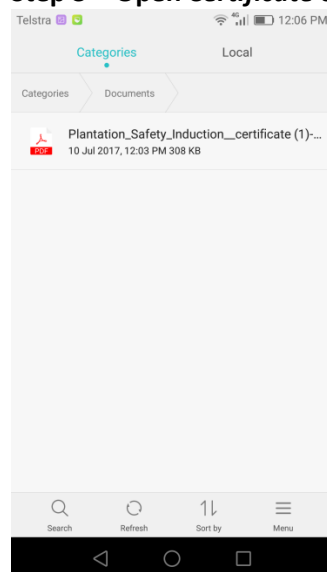 Telstra 4G 12:06 PM
Categories Local
Categories Documents
Plantation_Safety_Induction__certificate (1)-...
PDF 10 Jul 2017, 12:03 PM 308 KB
Search Refresh Sort by Menu